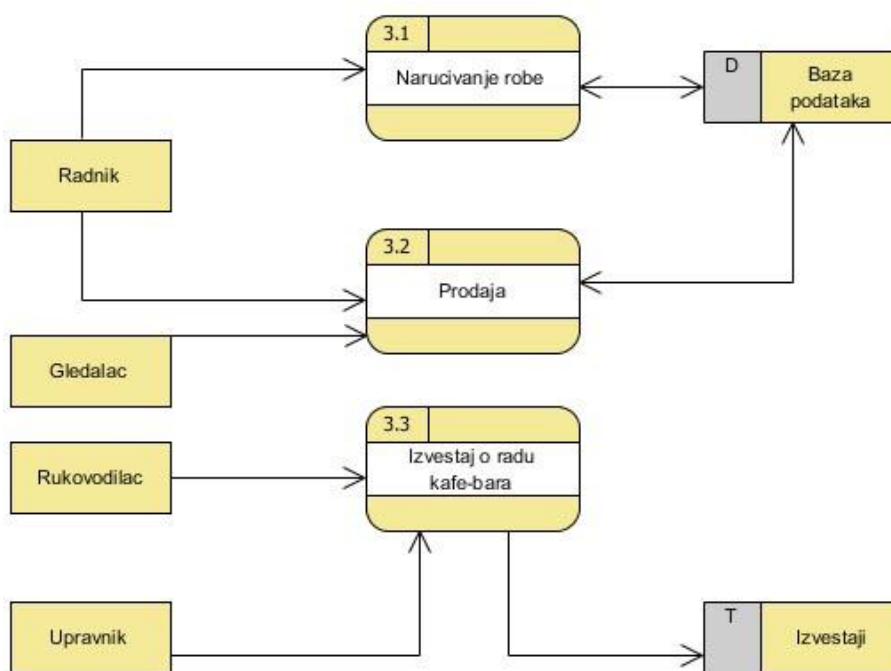 3.1
Narucivanje robe
D
Baza
podataka
Radnik
3.2
Prodaja
Gledalac
3.3
Izvestaj o radu
kafe-bara
Rukovodilac
Upravnik
T
Izvestaji